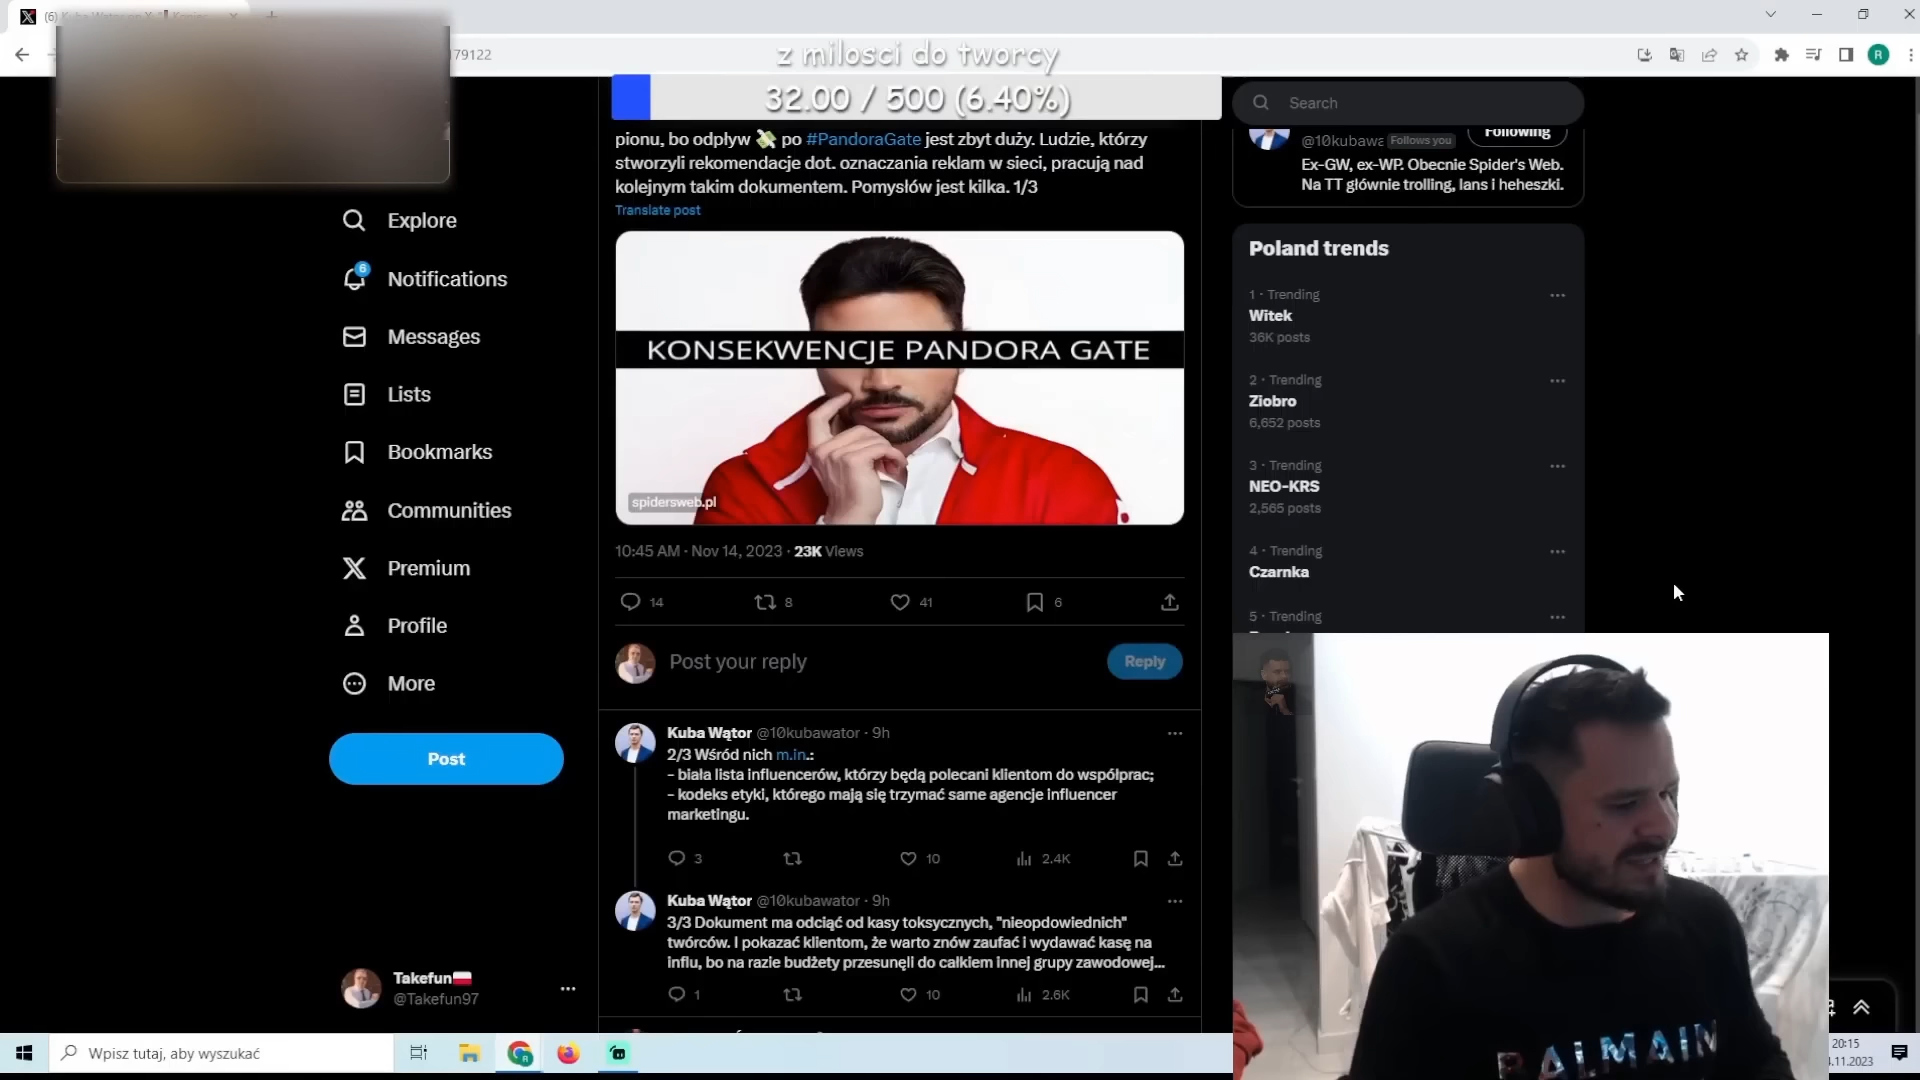 79122
z milosci do tworcy
32.00 / 500 (6.40%)
Search
pionu, bo odpływ 💸 po #PandoraGate jest zbyt duży. Ludzie, którzy
stworzyli rekomendacje dot. oznaczania reklam w sieci, pracują nad
kolejnym takim dokumentem. Pomysłów jest kilka. 1/3
Translate post
KONSEKWENCJE PANDORA GATE
spidersweb.pl
10:45 AM · Nov 14, 2023 · 23K Views
14
8
41
6
Post your reply
Reply
Kuba Wątor @10kubawator · 9h
2/3 Wśród nich m.in.:
- biała lista influencerów, którzy będą polecani klientom do współprac;
- kodeks etyki, którego mają się trzymać same agencje influencer
marketingu.
3
10
2.4K
Kuba Wątor @10kubawator · 9h
3/3 Dokument ma odciąć od kasy toksycznych, "nieopdowiednich"
twórców. I pokazać klientom, że warto znów zaufać i wydawać kasę na
influ, bo na razie budżety przesunęli do całkiem innej grupy zawodowej...
1
10
2.6K
Explore
6
Notifications
Messages
Lists
Bookmarks
Communities
Premium
Profile
More
Post
Takefun🇵🇱
@Takefun97
@10kubawa
Follows you
Following
Ex-GW, ex-WP. Obecnie Spider's Web.
Na TT głównie trolling, lans i heheszki.
Poland trends
1 · Trending
Witek
36K posts
2 · Trending
Ziobro
6,652 posts
3 · Trending
NEO-KRS
2,565 posts
4 · Trending
Czarnka
5 · Trending
BALMAIN
Wpisz tutaj, aby wyszukać
20:15
.11.2023
R